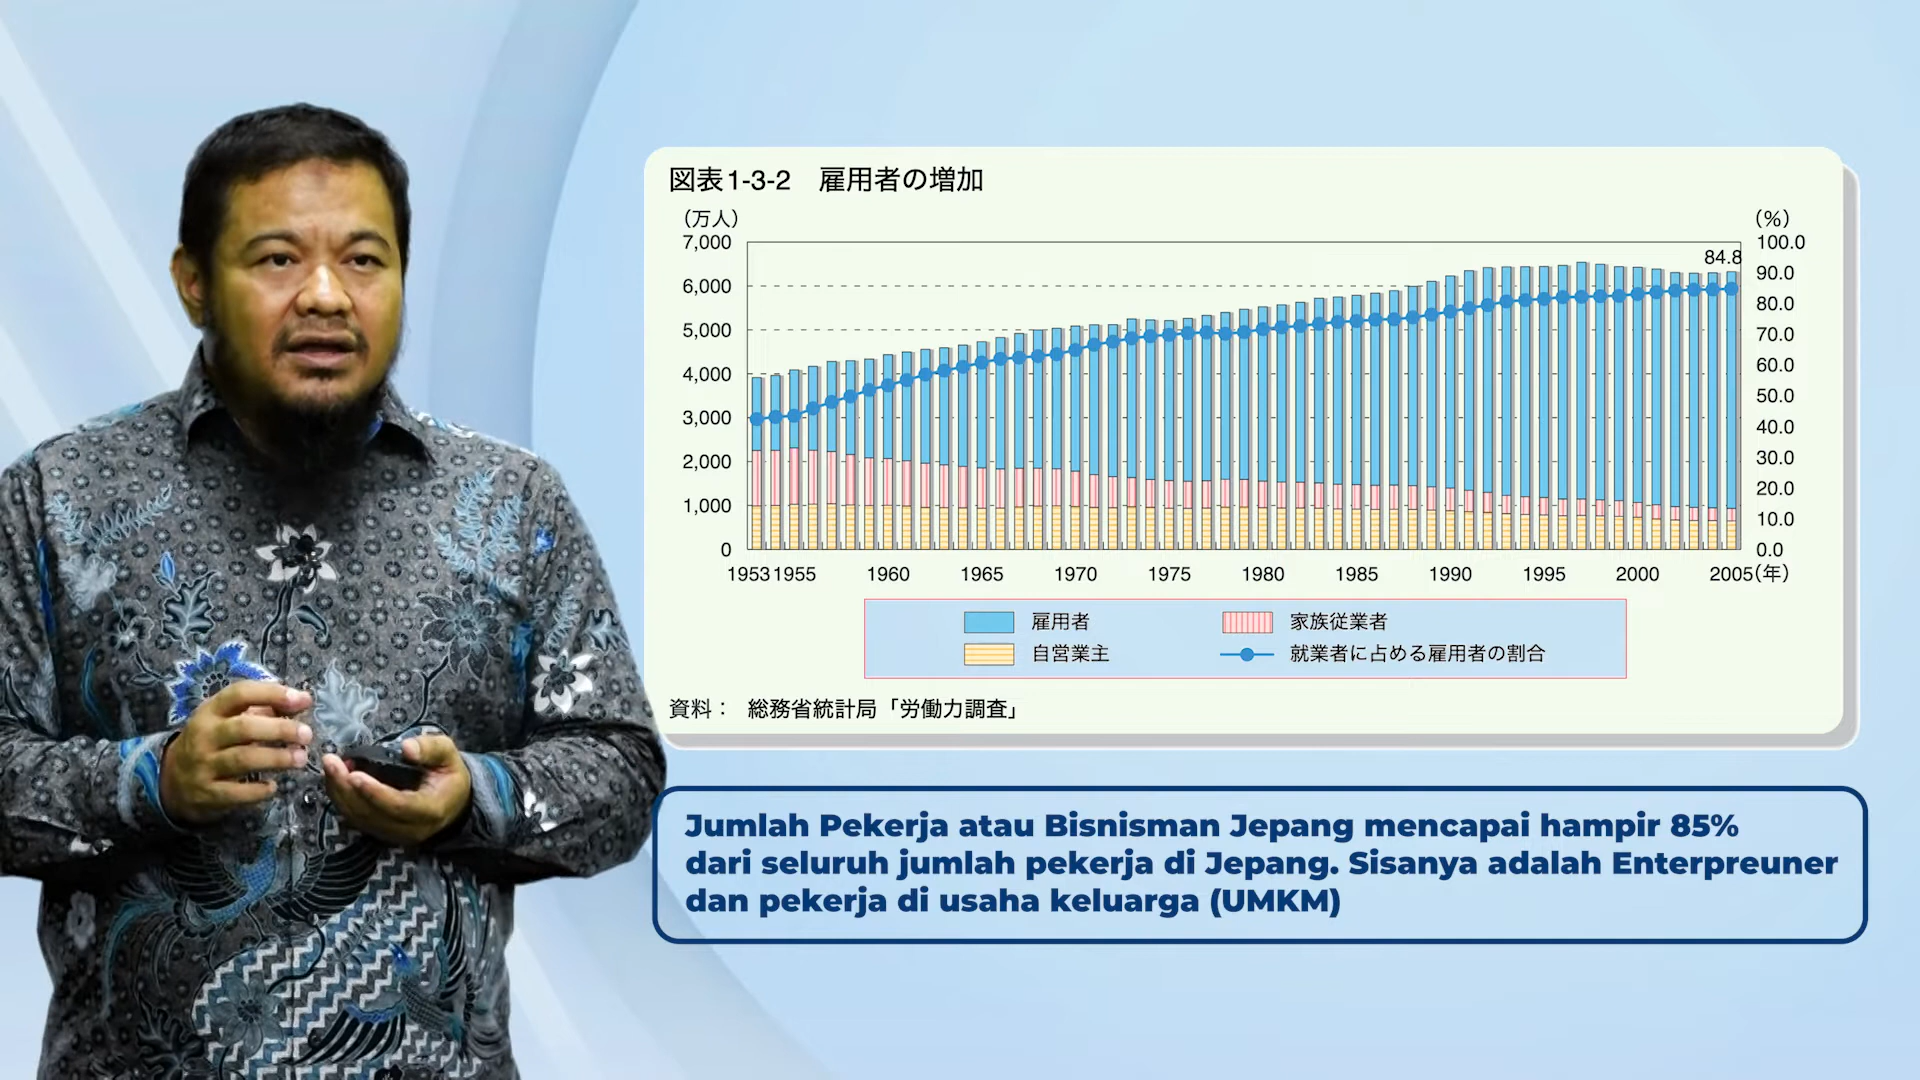 図表1-3-2 雇用者の増加
(万人)
(%)
7,000
6,000
5,000
4,000
3,000
2,000
1,000
0
84.8
100.0
90.0
80.0
70.0
60.0
50.0
40.0
30.0
20.0
10.0
0.0
1953 1955 1960 1965 1970 1975 1980 1985 1990 1995 2000 2005(年)
雇用者 家族従業者
自営業主 就業者に占める雇用者の割合
資料： 総務省統計局「労働力調査」
Jumlah Pekerja atau Bisnisman Jepang mencapai hampir 85%
dari seluruh jumlah pekerja di Jepang. Sisanya adalah Enterpreuner
dan pekerja di usaha keluarga (UMKM)